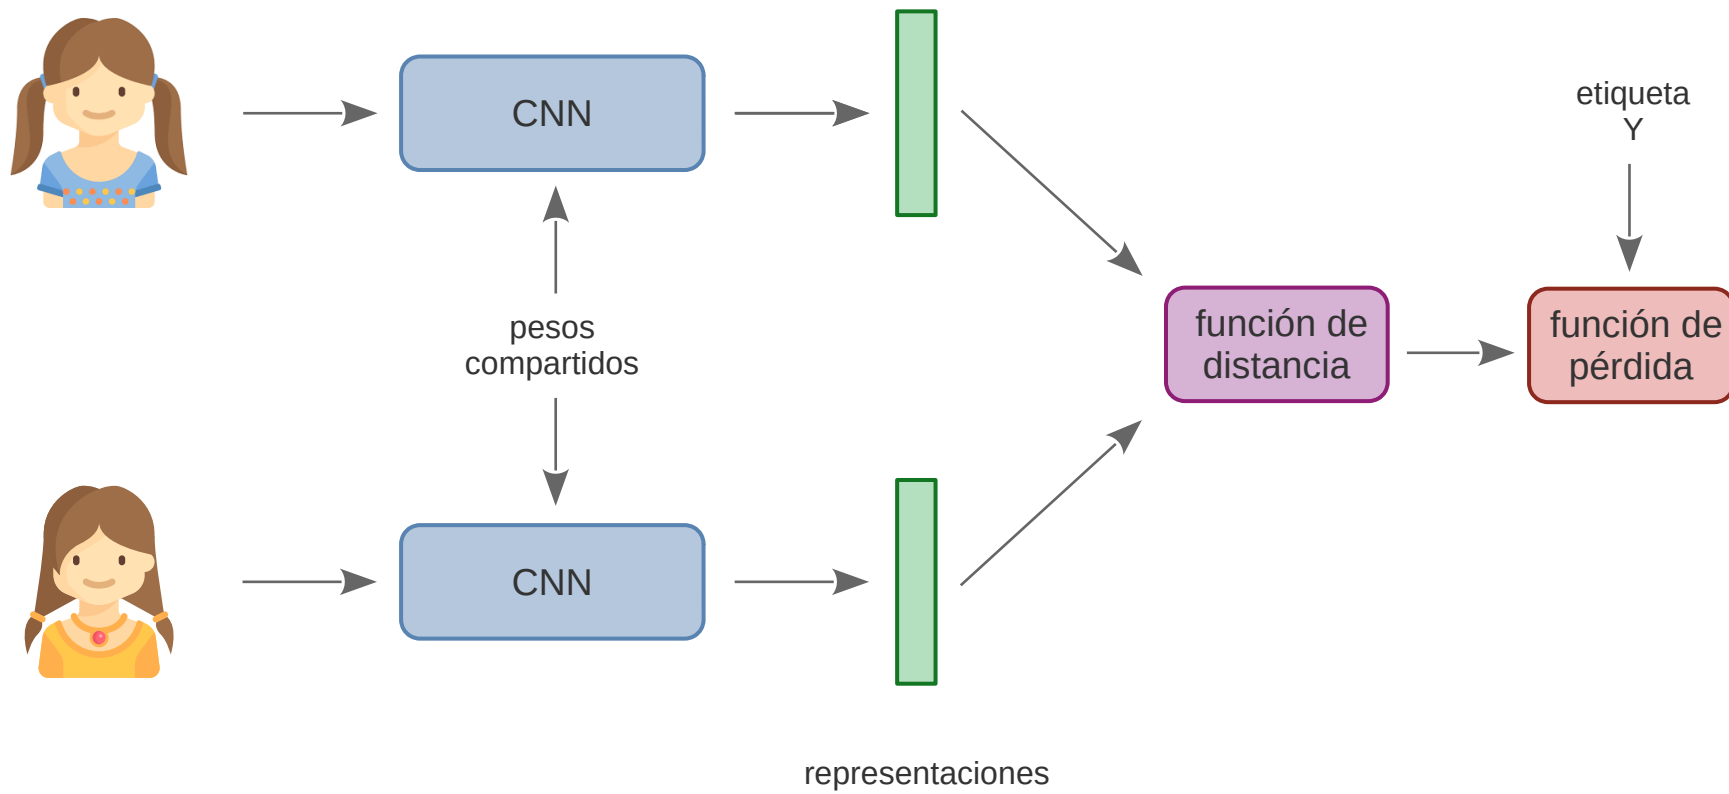 CNN
etiqueta
Y
pesos
compartidos
función de
distancia
función de
pérdida
CNN
representaciones